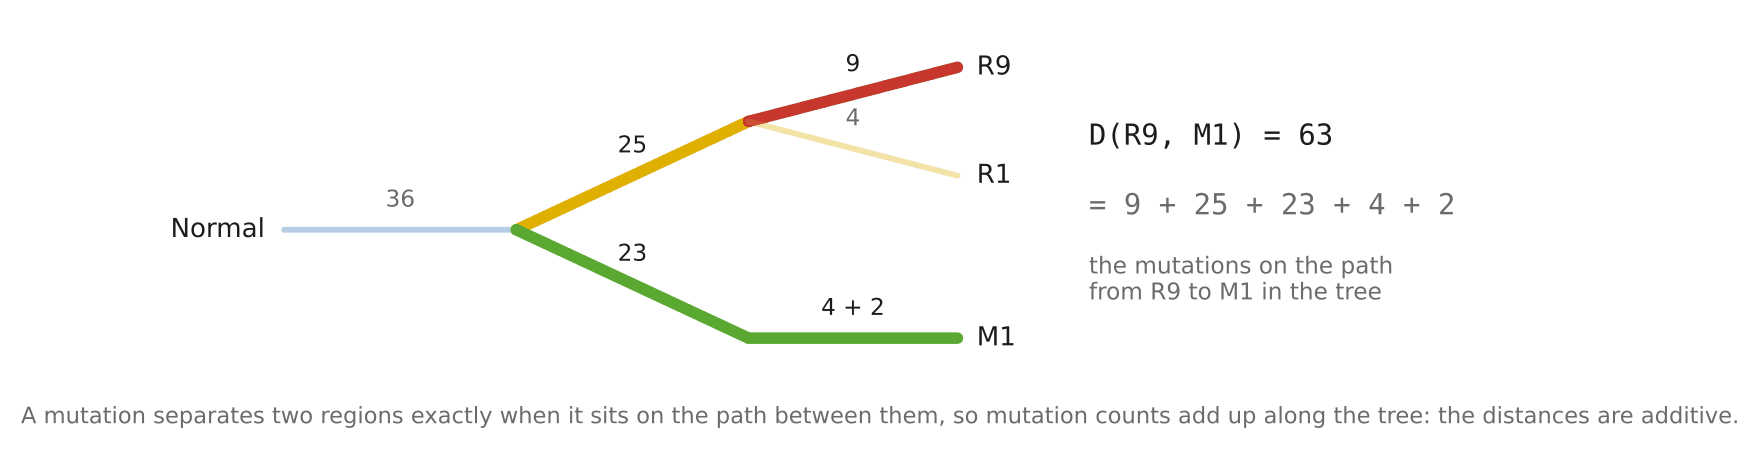 9
R9
4
25
D(R9, M1) = 63
R1
36
= 9 + 25 + 23 + 4 + 2
Normal
23
the mutations on the path
from R9 to M1 in the tree
4 + 2
M1
A mutation separates two regions exactly when it sits on the path between them, so mutation counts add up along the tree: the distances are additive.